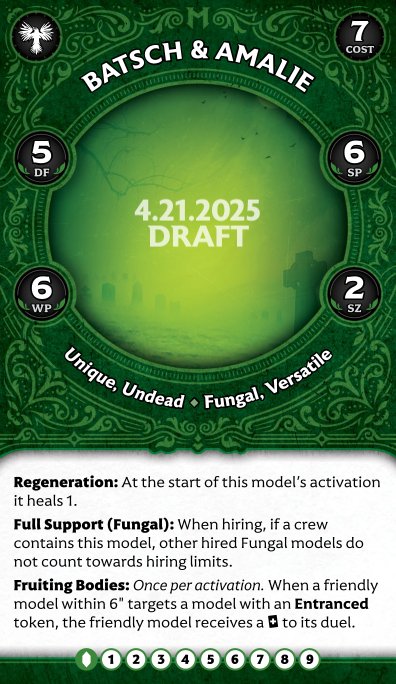 M
7
COST
BATSCH & AMALIE
5
DF
6
SP
4.21.2025
DRAFT
6
WP
2
SZ
Unique, Undead ◆ Fungal, Versatile
Regeneration: At the start of this model's activation
it heals 1.
Full Support (Fungal): When hiring, if a crew
contains this model, other hired Fungal models do
not count towards hiring limits.
Fruiting Bodies: Once per activation. When a friendly
model within 6" targets a model with an Entranced
token, the friendly model receives a + to its duel.
1 2 3 4 5 6 7 8 9